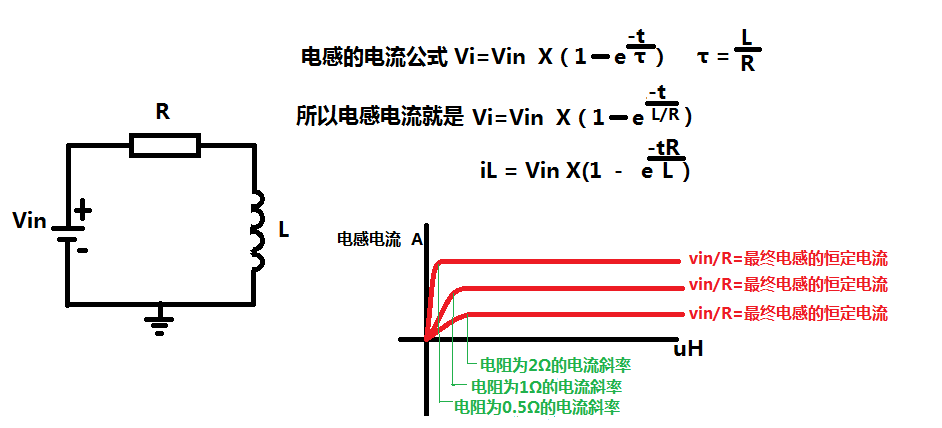 电感的电流公式 Vi=Vin X（1－e -t/τ） τ = L/R
所以电感电流就是 Vi=Vin X（1－e -t/L/R）
iL = Vin X(1 - e -tR/L )
R
Vin
+
-
L
电感电流 A
vin/R=最终电感的恒定电流
vin/R=最终电感的恒定电流
vin/R=最终电感的恒定电流
uH
电阻为2Ω的电流斜率
电阻为1Ω的电流斜率
电阻为0.5Ω的电流斜率